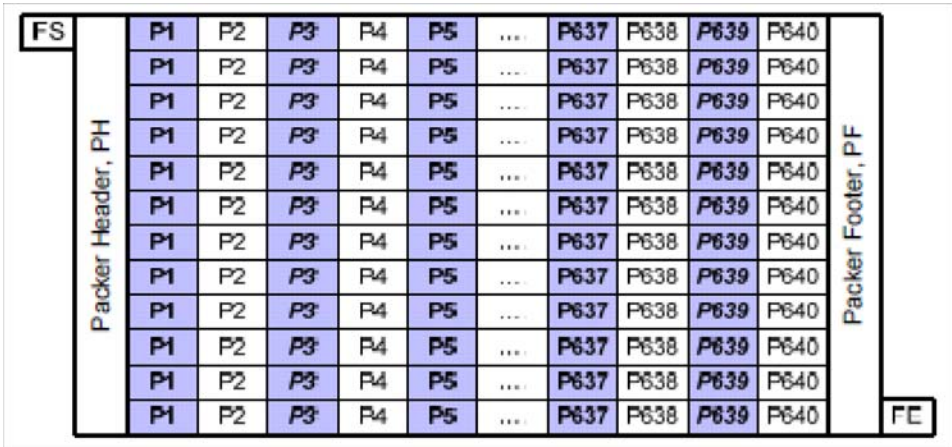 FS P1 P2 P3 P4 P5 .... P637 P638 P639 P640
P1 P2 P3 P4 P5 .... P637 P638 P639 P640
P1 P2 P3 P4 P5 .... P637 P638 P639 P640
P1 P2 P3 P4 P5 .... P637 P638 P639 P640
P1 P2 P3 P4 P5 .... P637 P638 P639 P640
P1 P2 P3 P4 P5 .... P637 P638 P639 P640
P1 P2 P3 P4 P5 .... P637 P638 P639 P640
P1 P2 P3 P4 P5 .... P637 P638 P639 P640
P1 P2 P3 P4 P5 .... P637 P638 P639 P640
P1 P2 P3 P4 P5 .... P637 P638 P639 P640
P1 P2 P3 P4 P5 .... P637 P638 P639 P640
P1 P2 P3 P4 P5 .... P637 P638 P639 P640 FE
Packer Header, PH
Packer Footer, PF